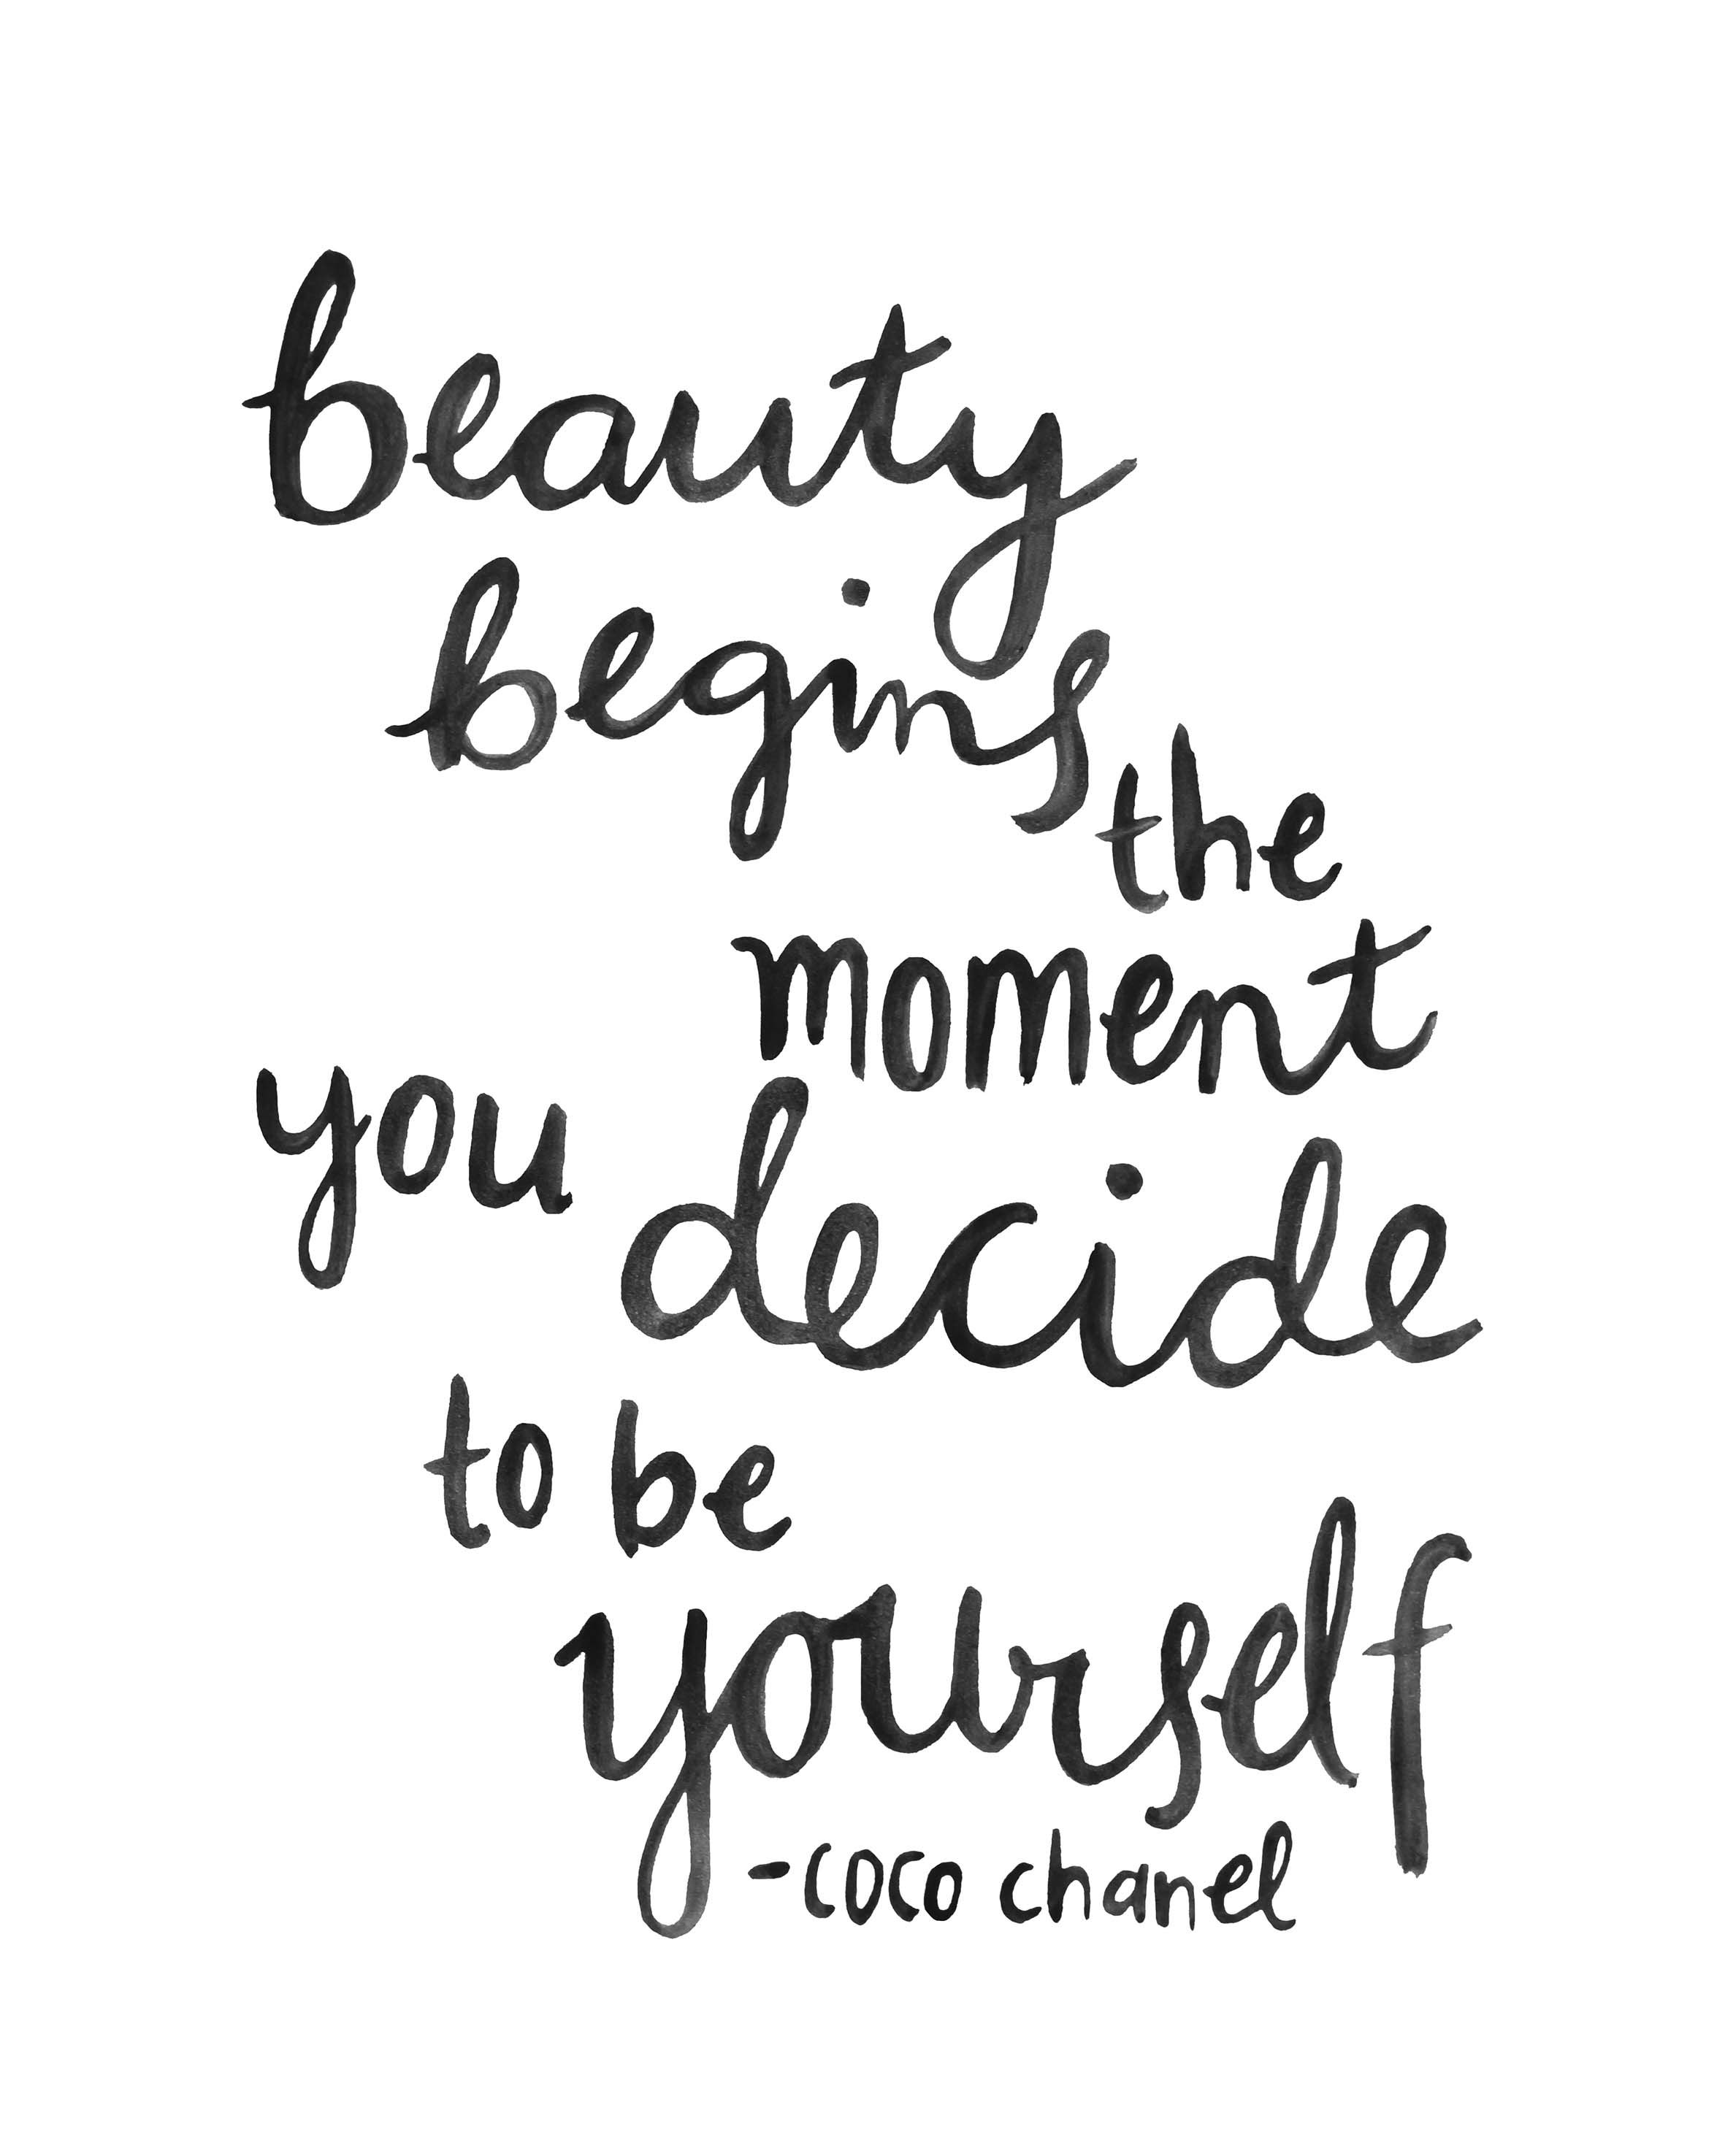 beauty
begins the
moment
you decide
to be
yourself
-coco chanel